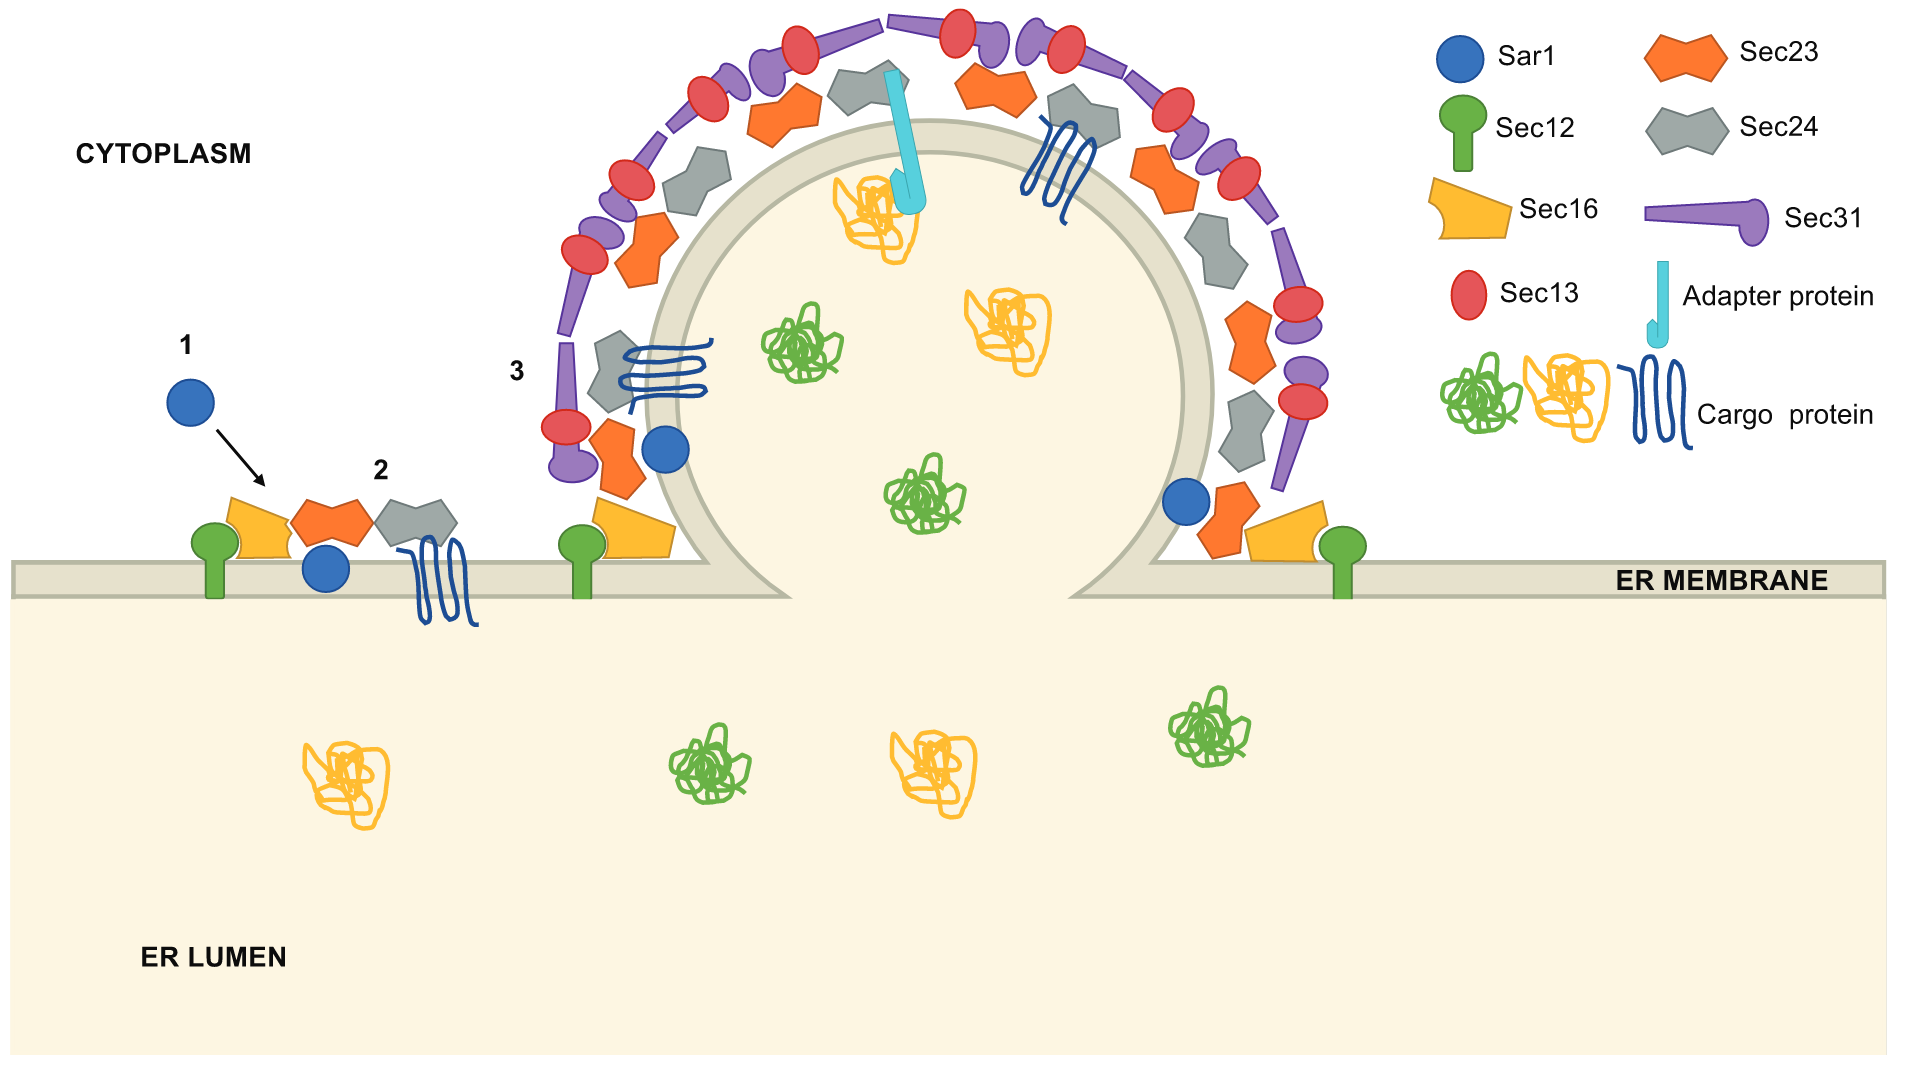 CYTOPLASM
1
2
3
Sar1
Sec23
Sec12
Sec24
Sec16
Sec31
Sec13
Adapter protein
Cargo protein
ER MEMBRANE
ER LUMEN